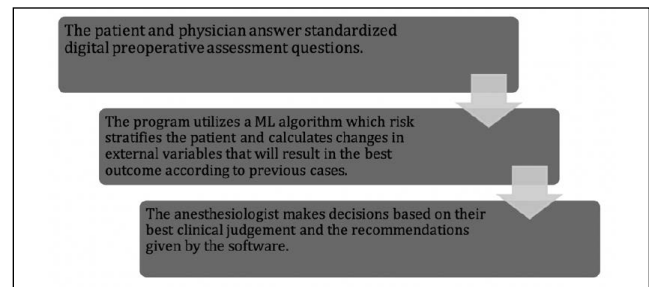 The patient and physician answer standardized
digital preoperative assessment questions.
The program utilizes a ML algorithm which risk
stratifies the patient and calculates changes in
external variables that will result in the best
outcome according to previous cases.
The anesthesiologist makes decisions based on their
best clinical judgement and the recommendations
given by the software.